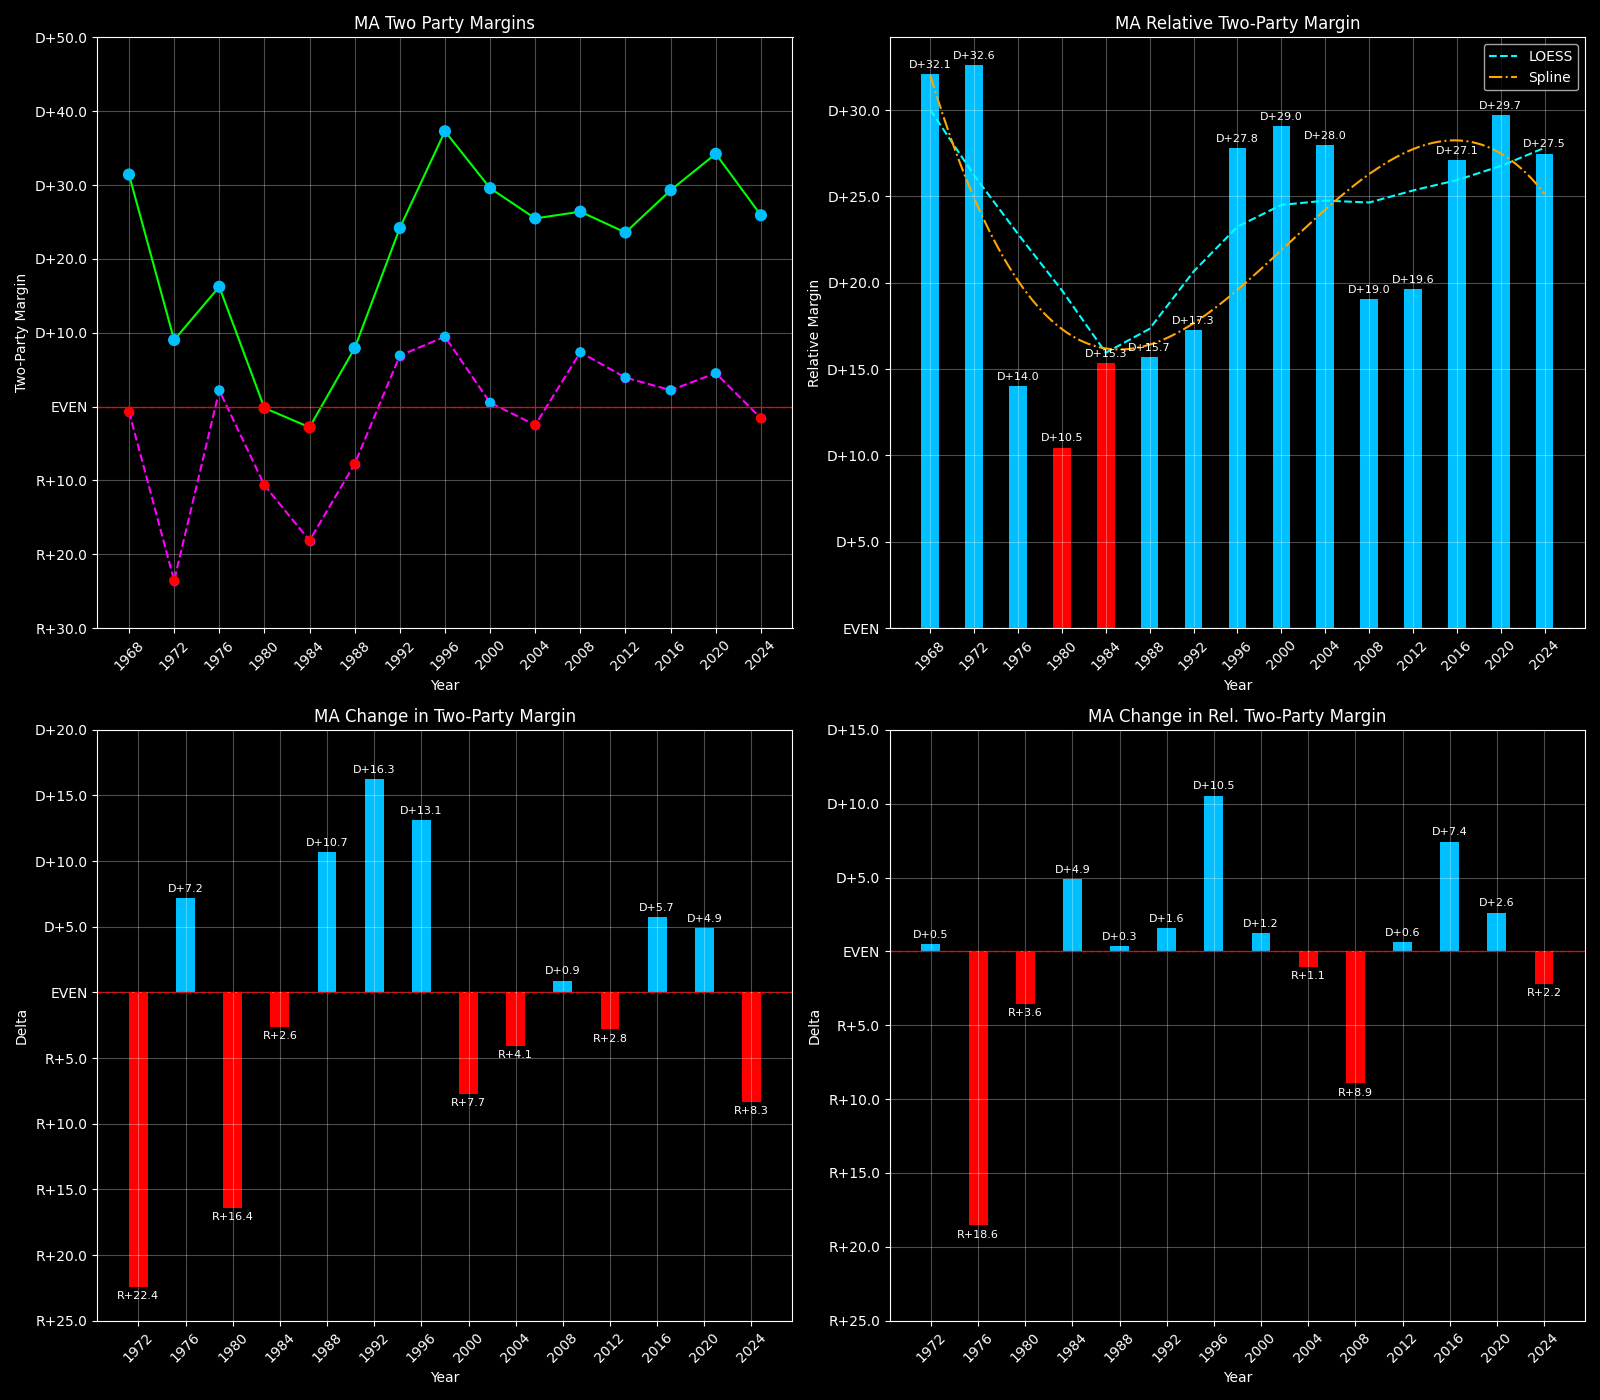 MA Two Party Margins
D+50.0
D+40.0
D+30.0
D+20.0
D+10.0
EVEN
R+10.0
R+20.0
R+30.0
Two-Party Margin
1968 1972 1976 1980 1984 1988 1992 1996 2000 2004 2008 2012 2016 2020 2024
Year
MA Relative Two-Party Margin
LOESS
Spline
D+30.0
D+25.0
D+20.0
D+15.0
D+10.0
D+5.0
EVEN
Relative Margin
D+32.1 D+32.6 D+14.0 D+10.5 D+15.3 D+15.7 D+17.3 D+27.8 D+29.0 D+28.0 D+19.0 D+19.6 D+27.1 D+29.7 D+27.5
1968 1972 1976 1980 1984 1988 1992 1996 2000 2004 2008 2012 2016 2020 2024
Year
MA Change in Two-Party Margin
D+20.0
D+15.0
D+10.0
D+5.0
EVEN
R+5.0
R+10.0
R+15.0
R+20.0
R+25.0
Delta
R+22.4 D+7.2 R+16.4 R+2.6 D+10.7 D+16.3 D+13.1 R+7.7 R+4.1 D+0.9 R+2.8 D+5.7 D+4.9 R+8.3
1972 1976 1980 1984 1988 1992 1996 2000 2004 2008 2012 2016 2020 2024
Year
MA Change in Rel. Two-Party Margin
D+15.0
D+10.0
D+5.0
EVEN
R+5.0
R+10.0
R+15.0
R+20.0
R+25.0
Delta
D+0.5 R+18.6 R+3.6 D+4.9 D+0.3 D+1.6 D+10.5 D+1.2 R+1.1 R+8.9 D+0.6 D+7.4 D+2.6 R+2.2
1972 1976 1980 1984 1988 1992 1996 2000 2004 2008 2012 2016 2020 2024
Year